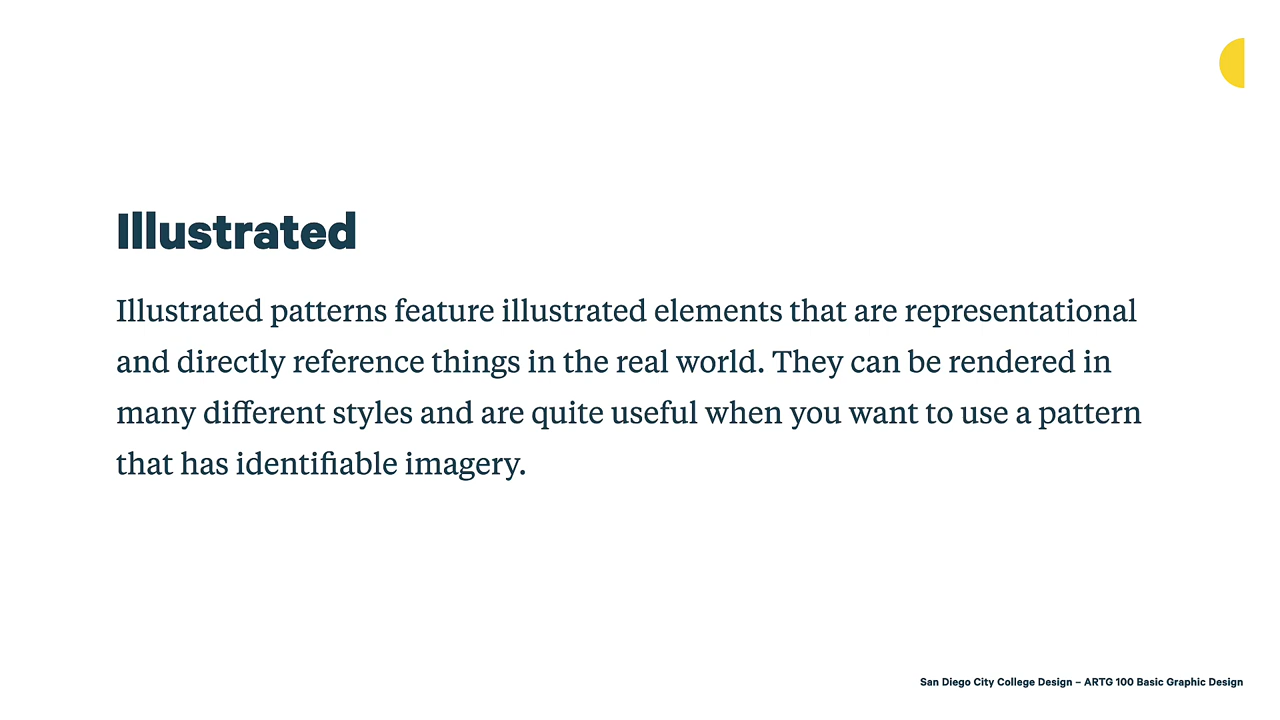 Illustrated
Illustrated patterns feature illustrated elements that are representational
and directly reference things in the real world. They can be rendered in
many different styles and are quite useful when you want to use a pattern
that has identifiable imagery.
San Diego City College Design – ARTG 100 Basic Graphic Design